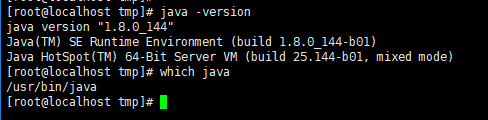 [root@localhost tmp]# java -version
java version "1.8.0_144"
Java(TM) SE Runtime Environment (build 1.8.0_144-b01)
Java HotSpot(TM) 64-Bit Server VM (build 25.144-b01, mixed mode)
[root@localhost tmp]# which java
/usr/bin/java
[root@localhost tmp]#